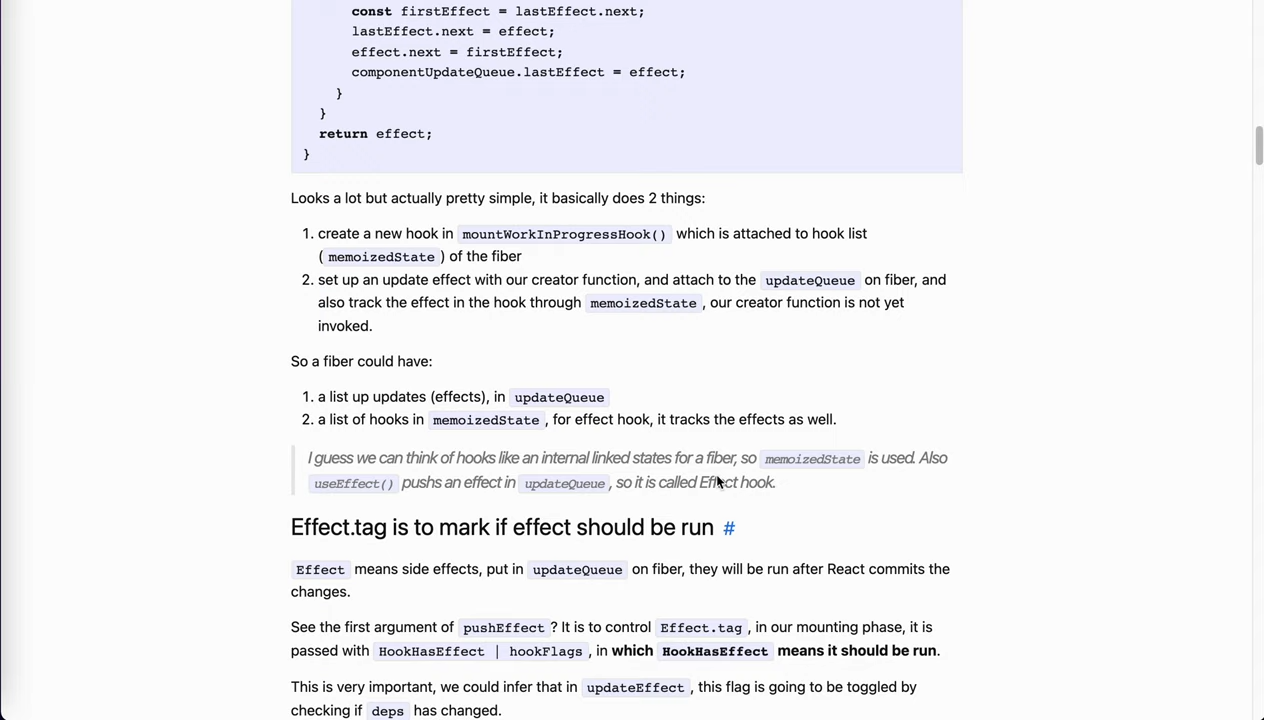 const firstEffect = lastEffect.next;
lastEffect.next = effect;
effect.next = firstEffect;
componentUpdateQueue.lastEffect = effect;
}
}
return effect;
}
Looks a lot but actually pretty simple, it basically does 2 things:
1. create a new hook in mountWorkInProgressHook() which is attached to hook list
( memoizedState ) of the fiber
2. set up an update effect with our creator function, and attach to the updateQueue on fiber, and
also track the effect in the hook through memoizedState , our creator function is not yet
invoked.
So a fiber could have:
1. a list up updates (effects), in updateQueue
2. a list of hooks in memoizedState , for effect hook, it tracks the effects as well.
I guess we can think of hooks like an internal linked states for a fiber, so memoizedState is used. Also
useEffect() pushs an effect in updateQueue , so it is called Effect hook.
Effect.tag is to mark if effect should be run #
Effect means side effects, put in updateQueue on fiber, they will be run after React commits the
changes.
See the first argument of pushEffect ? It is to control Effect.tag , in our mounting phase, it is
passed with HookHasEffect | hookFlags , in which HookHasEffect means it should be run.
This is very important, we could infer that in updateEffect , this flag is going to be toggled by
checking if deps has changed.